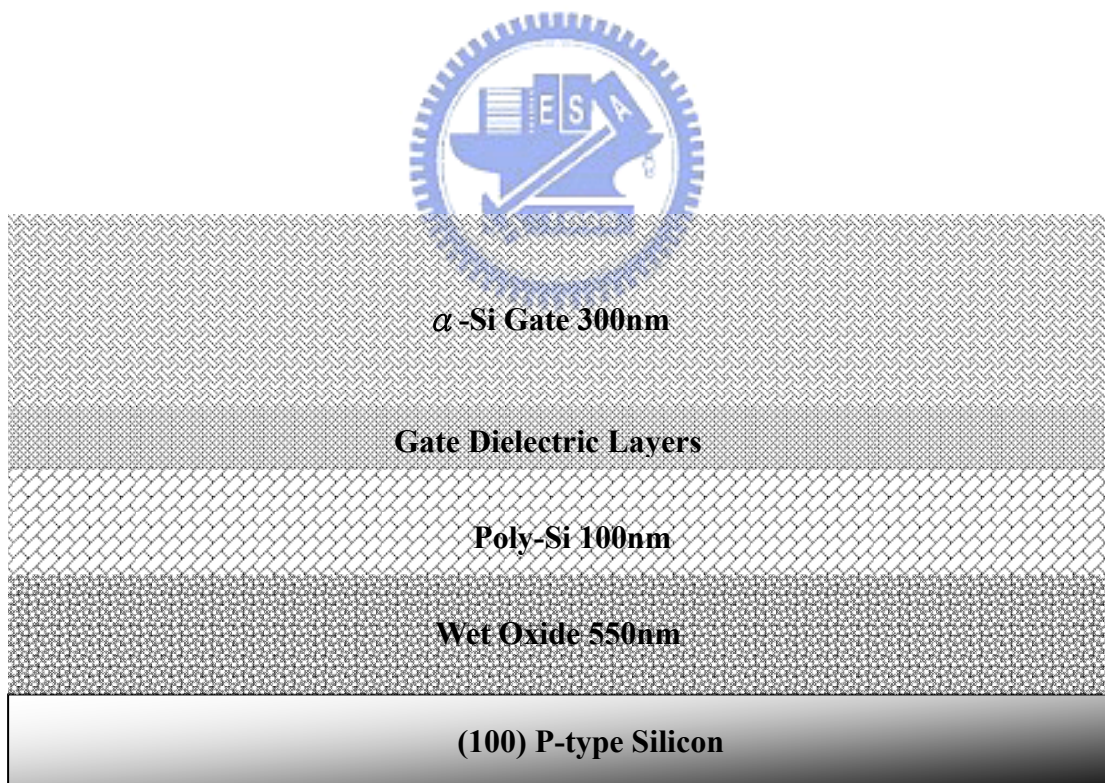 E S A
α-Si Gate 300nm
Gate Dielectric Layers
Poly-Si 100nm
Wet Oxide 550nm
(100) P-type Silicon